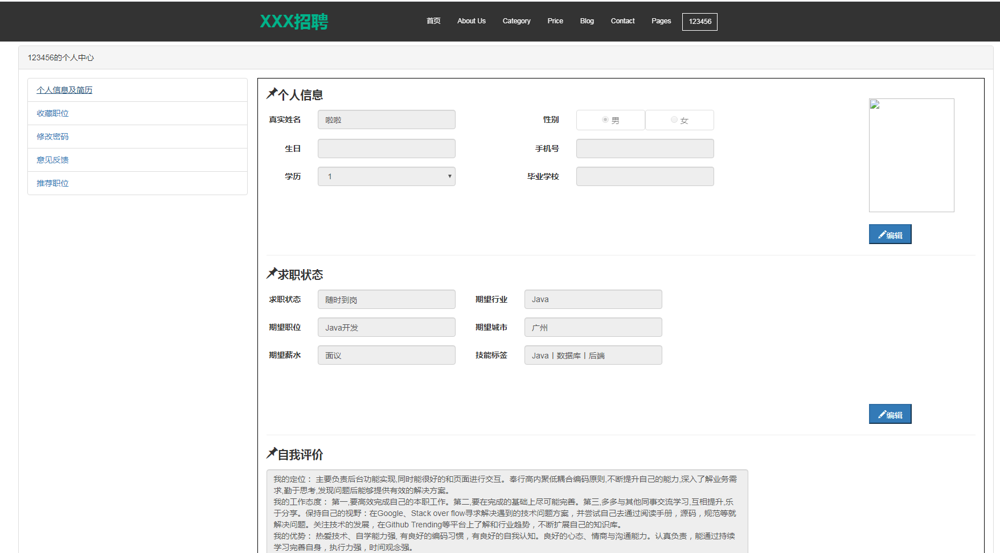 XXX招聘
首页 About Us Category Price Blog Contact Pages 123456
123456的个人中心
个人信息及简历
收藏职位
修改密码
意见反馈
推荐职位
个人信息
真实姓名 啦啦 性别 男 女
生日 手机号
学历 1 毕业学校
编辑
求职状态
求职状态 随时到岗 期望行业 Java
期望职位 Java开发 期望城市 广州
期望薪水 面议 技能标签 Java丨数据库丨后端
编辑
自我评价
我的定位： 主要负责后台功能实现,同时能很好的和页面进行交互。奉行高内聚低耦合编码原则,不断提升自己的能力,深入了解业务需
求,勤于思考,发现问题后能够提供有效的解决方案。
我的工作态度： 第一,要高效完成自己的本职工作。第二,要在完成的基础上尽可能完善。第三,多多与其他同事交流学习,互相提升,乐
于分享。保持自己的视野：在Google、Stack over flow寻求解决遇到的技术问题方案，并尝试自己去通过阅读手册，源码，规范等就
解决问题。关注技术的发展，在Github Trending等平台上了解和行业趋势，不断扩展自己的知识库。
我的优势： 热爱技术、自学能力强, 有良好的编码习惯，有良好的自我认知。良好的心态、情商与沟通能力。认真负责，能通过持续
学习完善自身，执行力强，时间观念强。